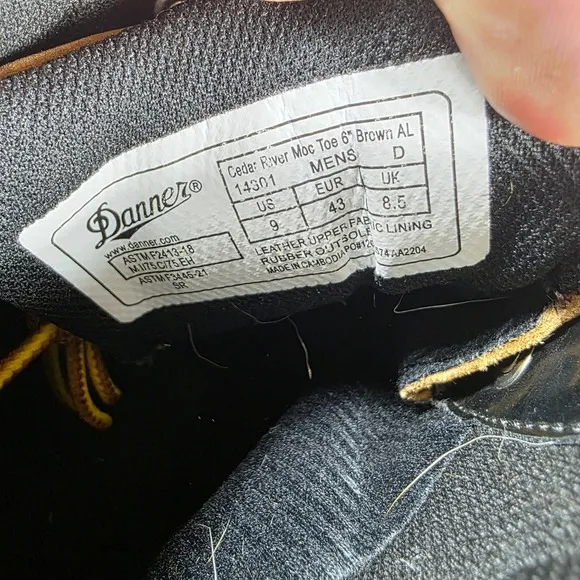 Danner®
www.danner.com
ASTM F2413-18
M I/75 C/75 EH
ASTM F3445-21
SR
Cedar River Moc Toe 6" Brown AL
14301 MENS D
US EUR UK
9 43 8.5
LEATHER UPPER FABRIC LINING
RUBBER OUTSOLE
MADE IN CAMBODIA